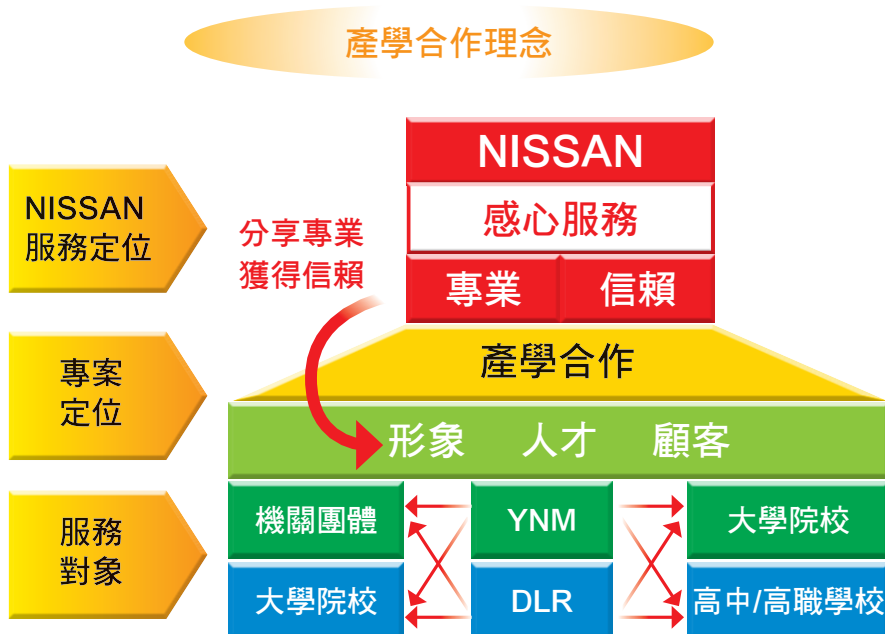 產學合作理念
NISSAN
服務定位
分享專業
獲得信賴
NISSAN
感心服務
專業 信賴
專案
定位
產學合作
形象 人才 顧客
服務
對象
機關團體 YNM 大學院校
大學院校 DLR 高中/高職學校